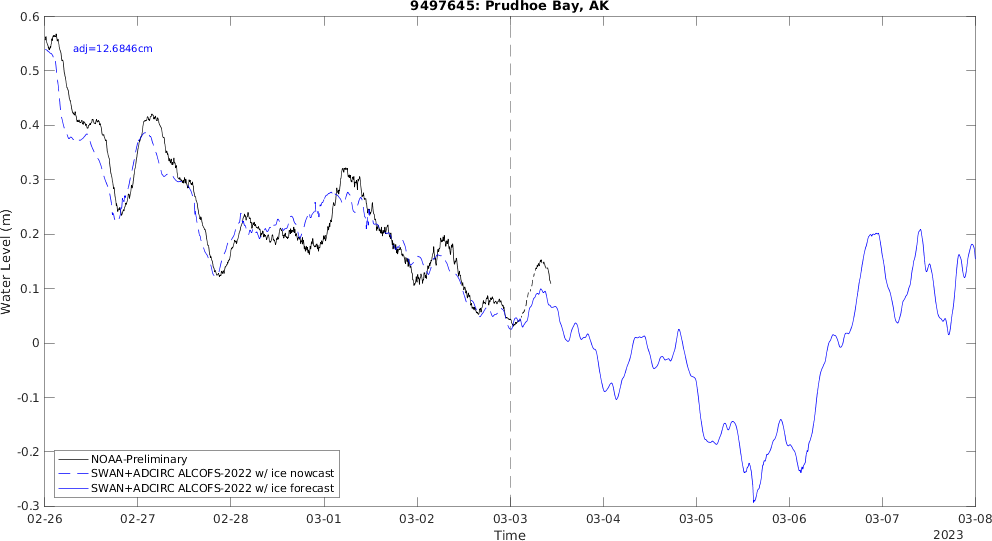 9497645: Prudhoe Bay, AK
adj=12.6846cm
Water Level (m)
0.6
0.5
0.4
0.3
0.2
0.1
0
-0.1
-0.2
-0.3
NOAA-Preliminary
SWAN+ADCIRC ALCOFS-2022 w/ ice nowcast
SWAN+ADCIRC ALCOFS-2022 w/ ice forecast
02-26 02-27 02-28 03-01 03-02 03-03 03-04 03-05 03-06 03-07 03-08
Time
2023